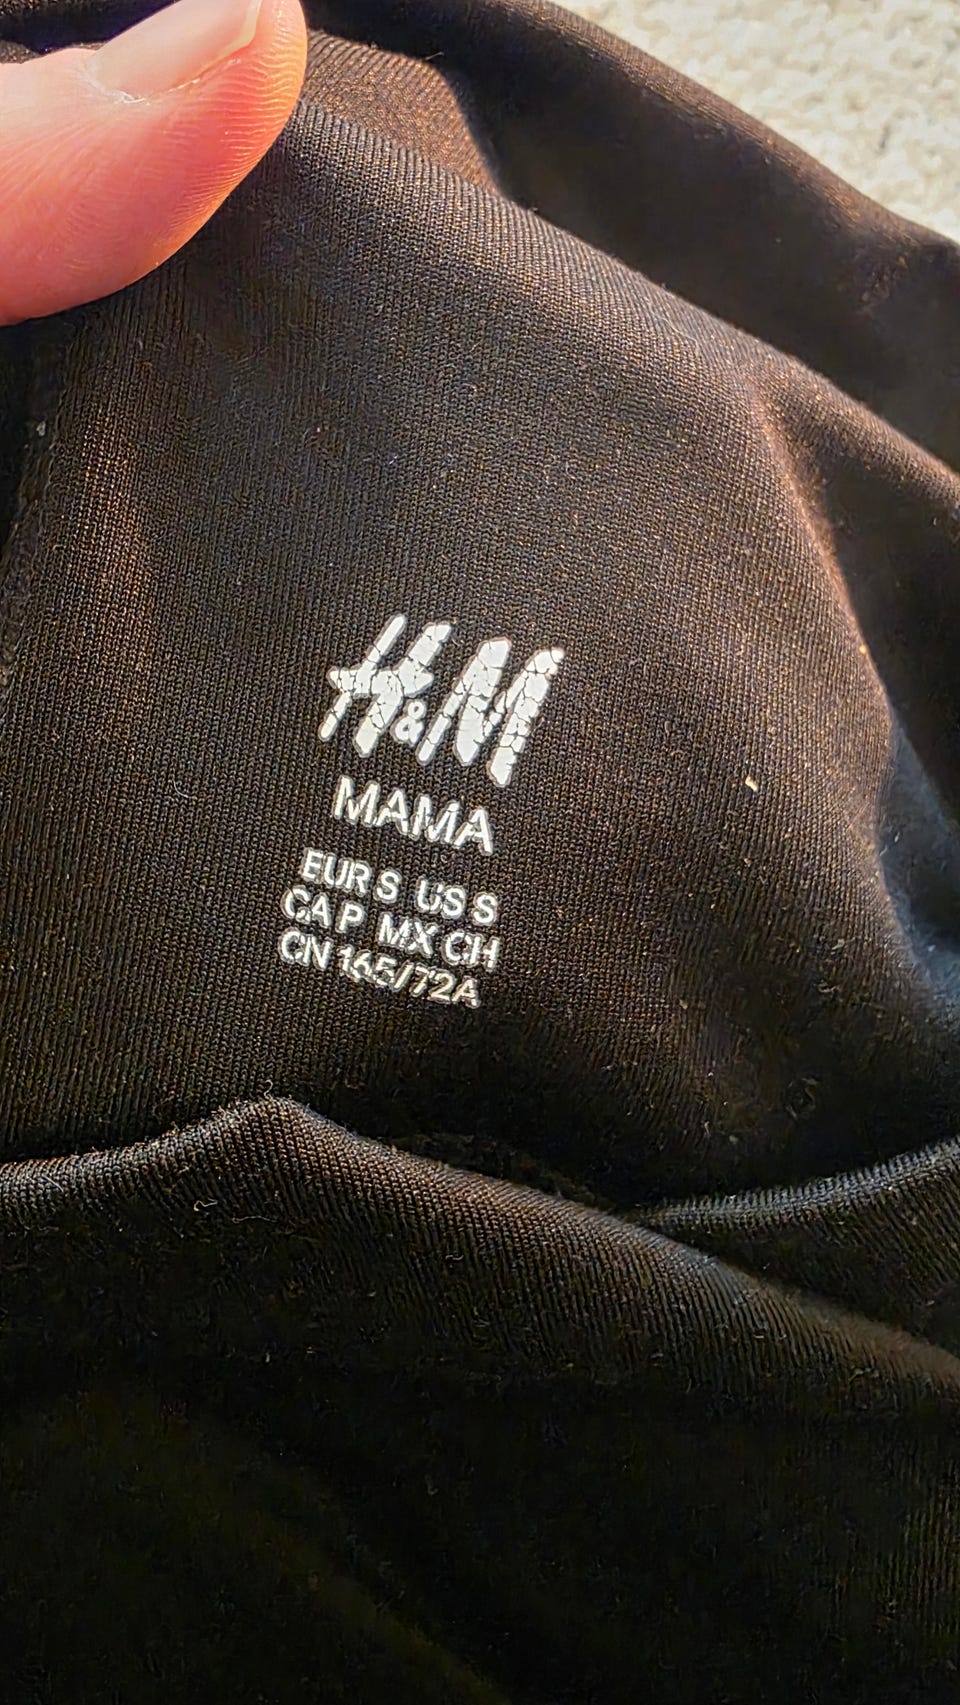 H&M
MAMA
EUR S US S
CA P MX CH
CN 165/72A